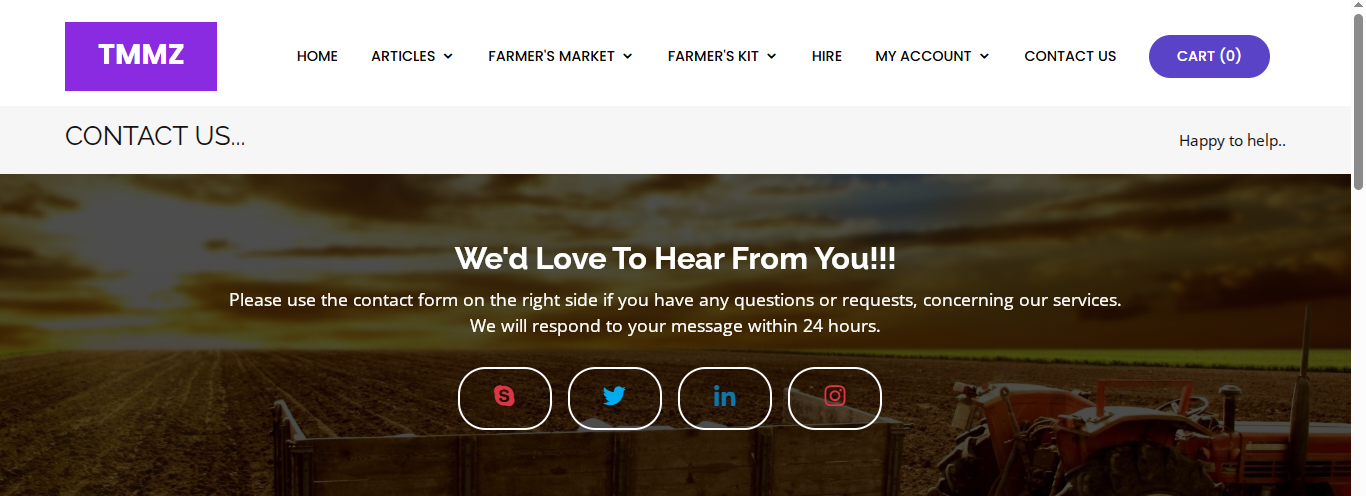 TMMZ
HOME
ARTICLES
FARMER'S MARKET
FARMER'S KIT
HIRE
MY ACCOUNT
CONTACT US
CART (0)
CONTACT US...
Happy to help..
We'd Love To Hear From You!!!
Please use the contact form on the right side if you have any questions or requests, concerning our services.
We will respond to your message within 24 hours.